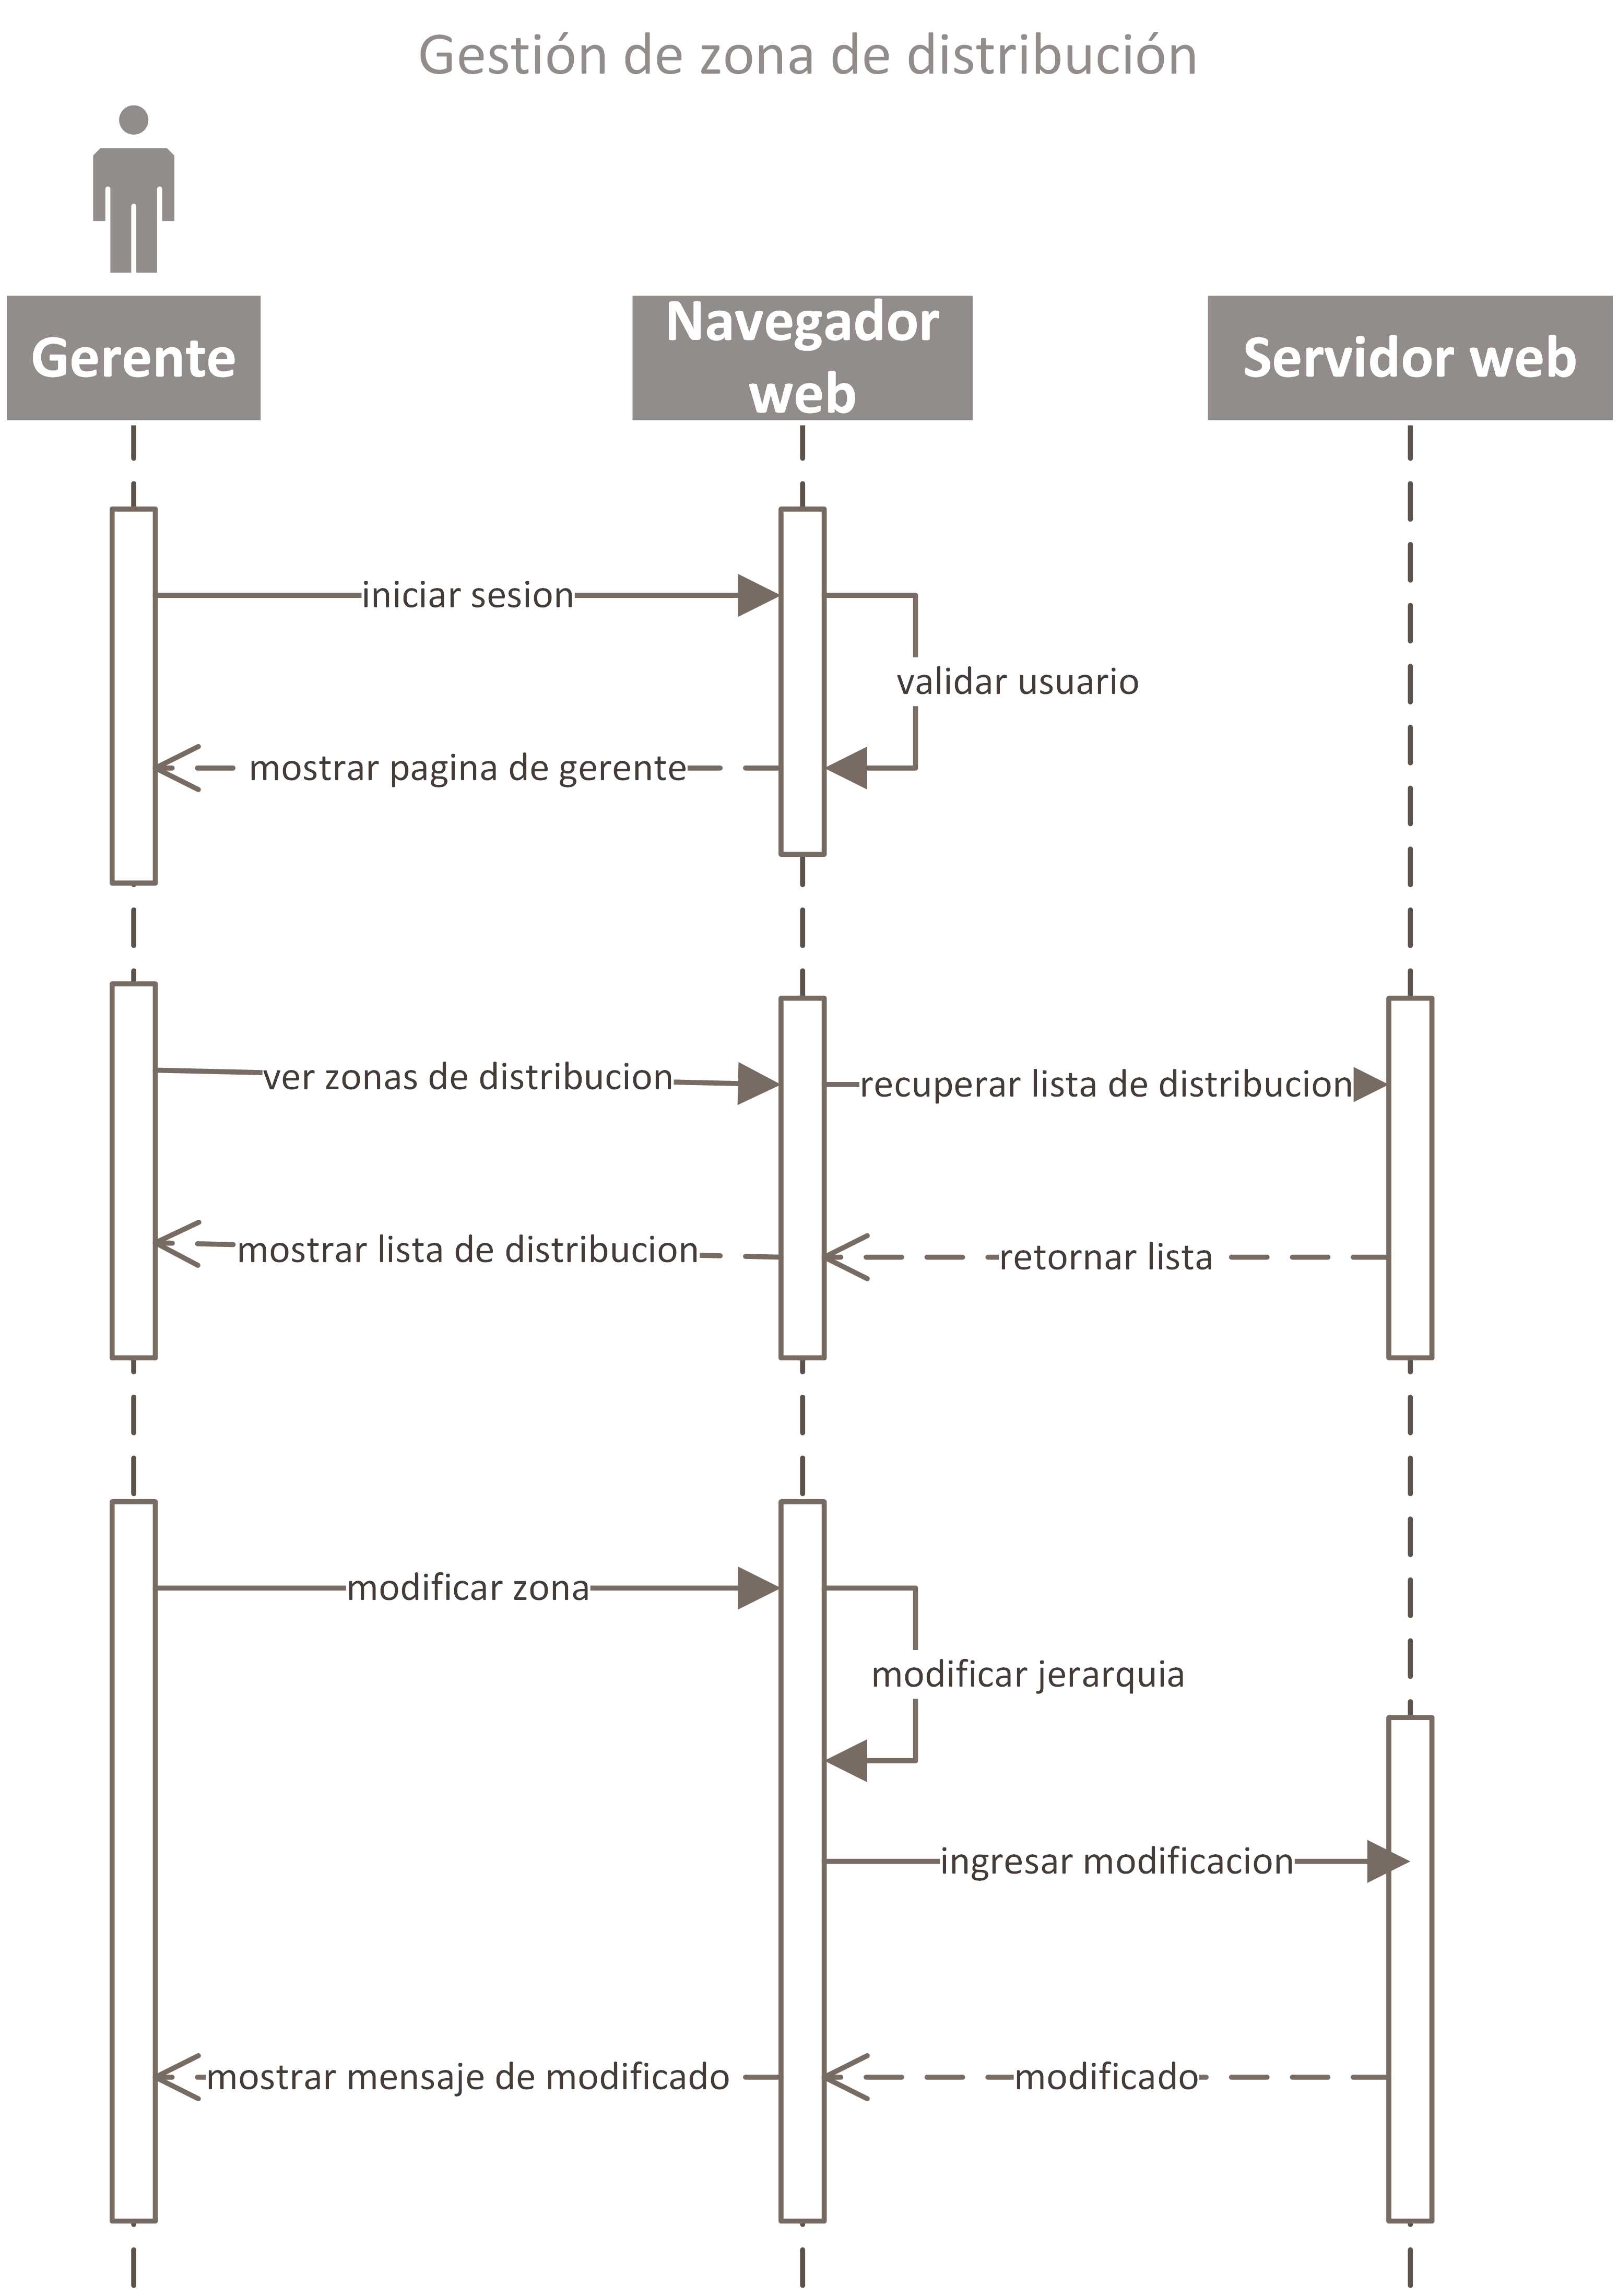 Gestión de zona de distribución
Gerente
Navegador
web
Servidor web
iniciar sesion
validar usuario
mostrar pagina de gerente
ver zonas de distribucion
recuperar lista de distribucion
mostrar lista de distribucion
retornar lista
modificar zona
modificar jerarquia
ingresar modificacion
mostrar mensaje de modificado
modificado